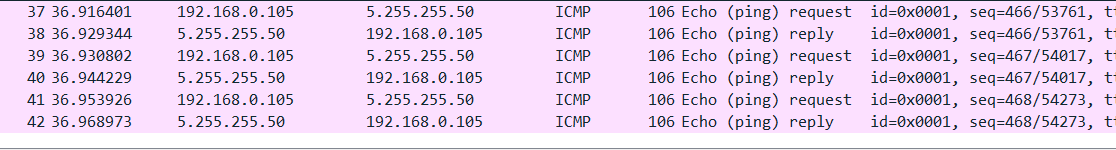 37 36.916401 192.168.0.105 5.255.255.50 ICMP 106 Echo (ping) request id=0x0001, seq=466/53761,
38 36.929344 5.255.255.50 192.168.0.105 ICMP 106 Echo (ping) reply id=0x0001, seq=466/53761,
39 36.930802 192.168.0.105 5.255.255.50 ICMP 106 Echo (ping) request id=0x0001, seq=467/54017,
40 36.944229 5.255.255.50 192.168.0.105 ICMP 106 Echo (ping) reply id=0x0001, seq=467/54017,
41 36.953926 192.168.0.105 5.255.255.50 ICMP 106 Echo (ping) request id=0x0001, seq=468/54273,
42 36.968973 5.255.255.50 192.168.0.105 ICMP 106 Echo (ping) reply id=0x0001, seq=468/54273,